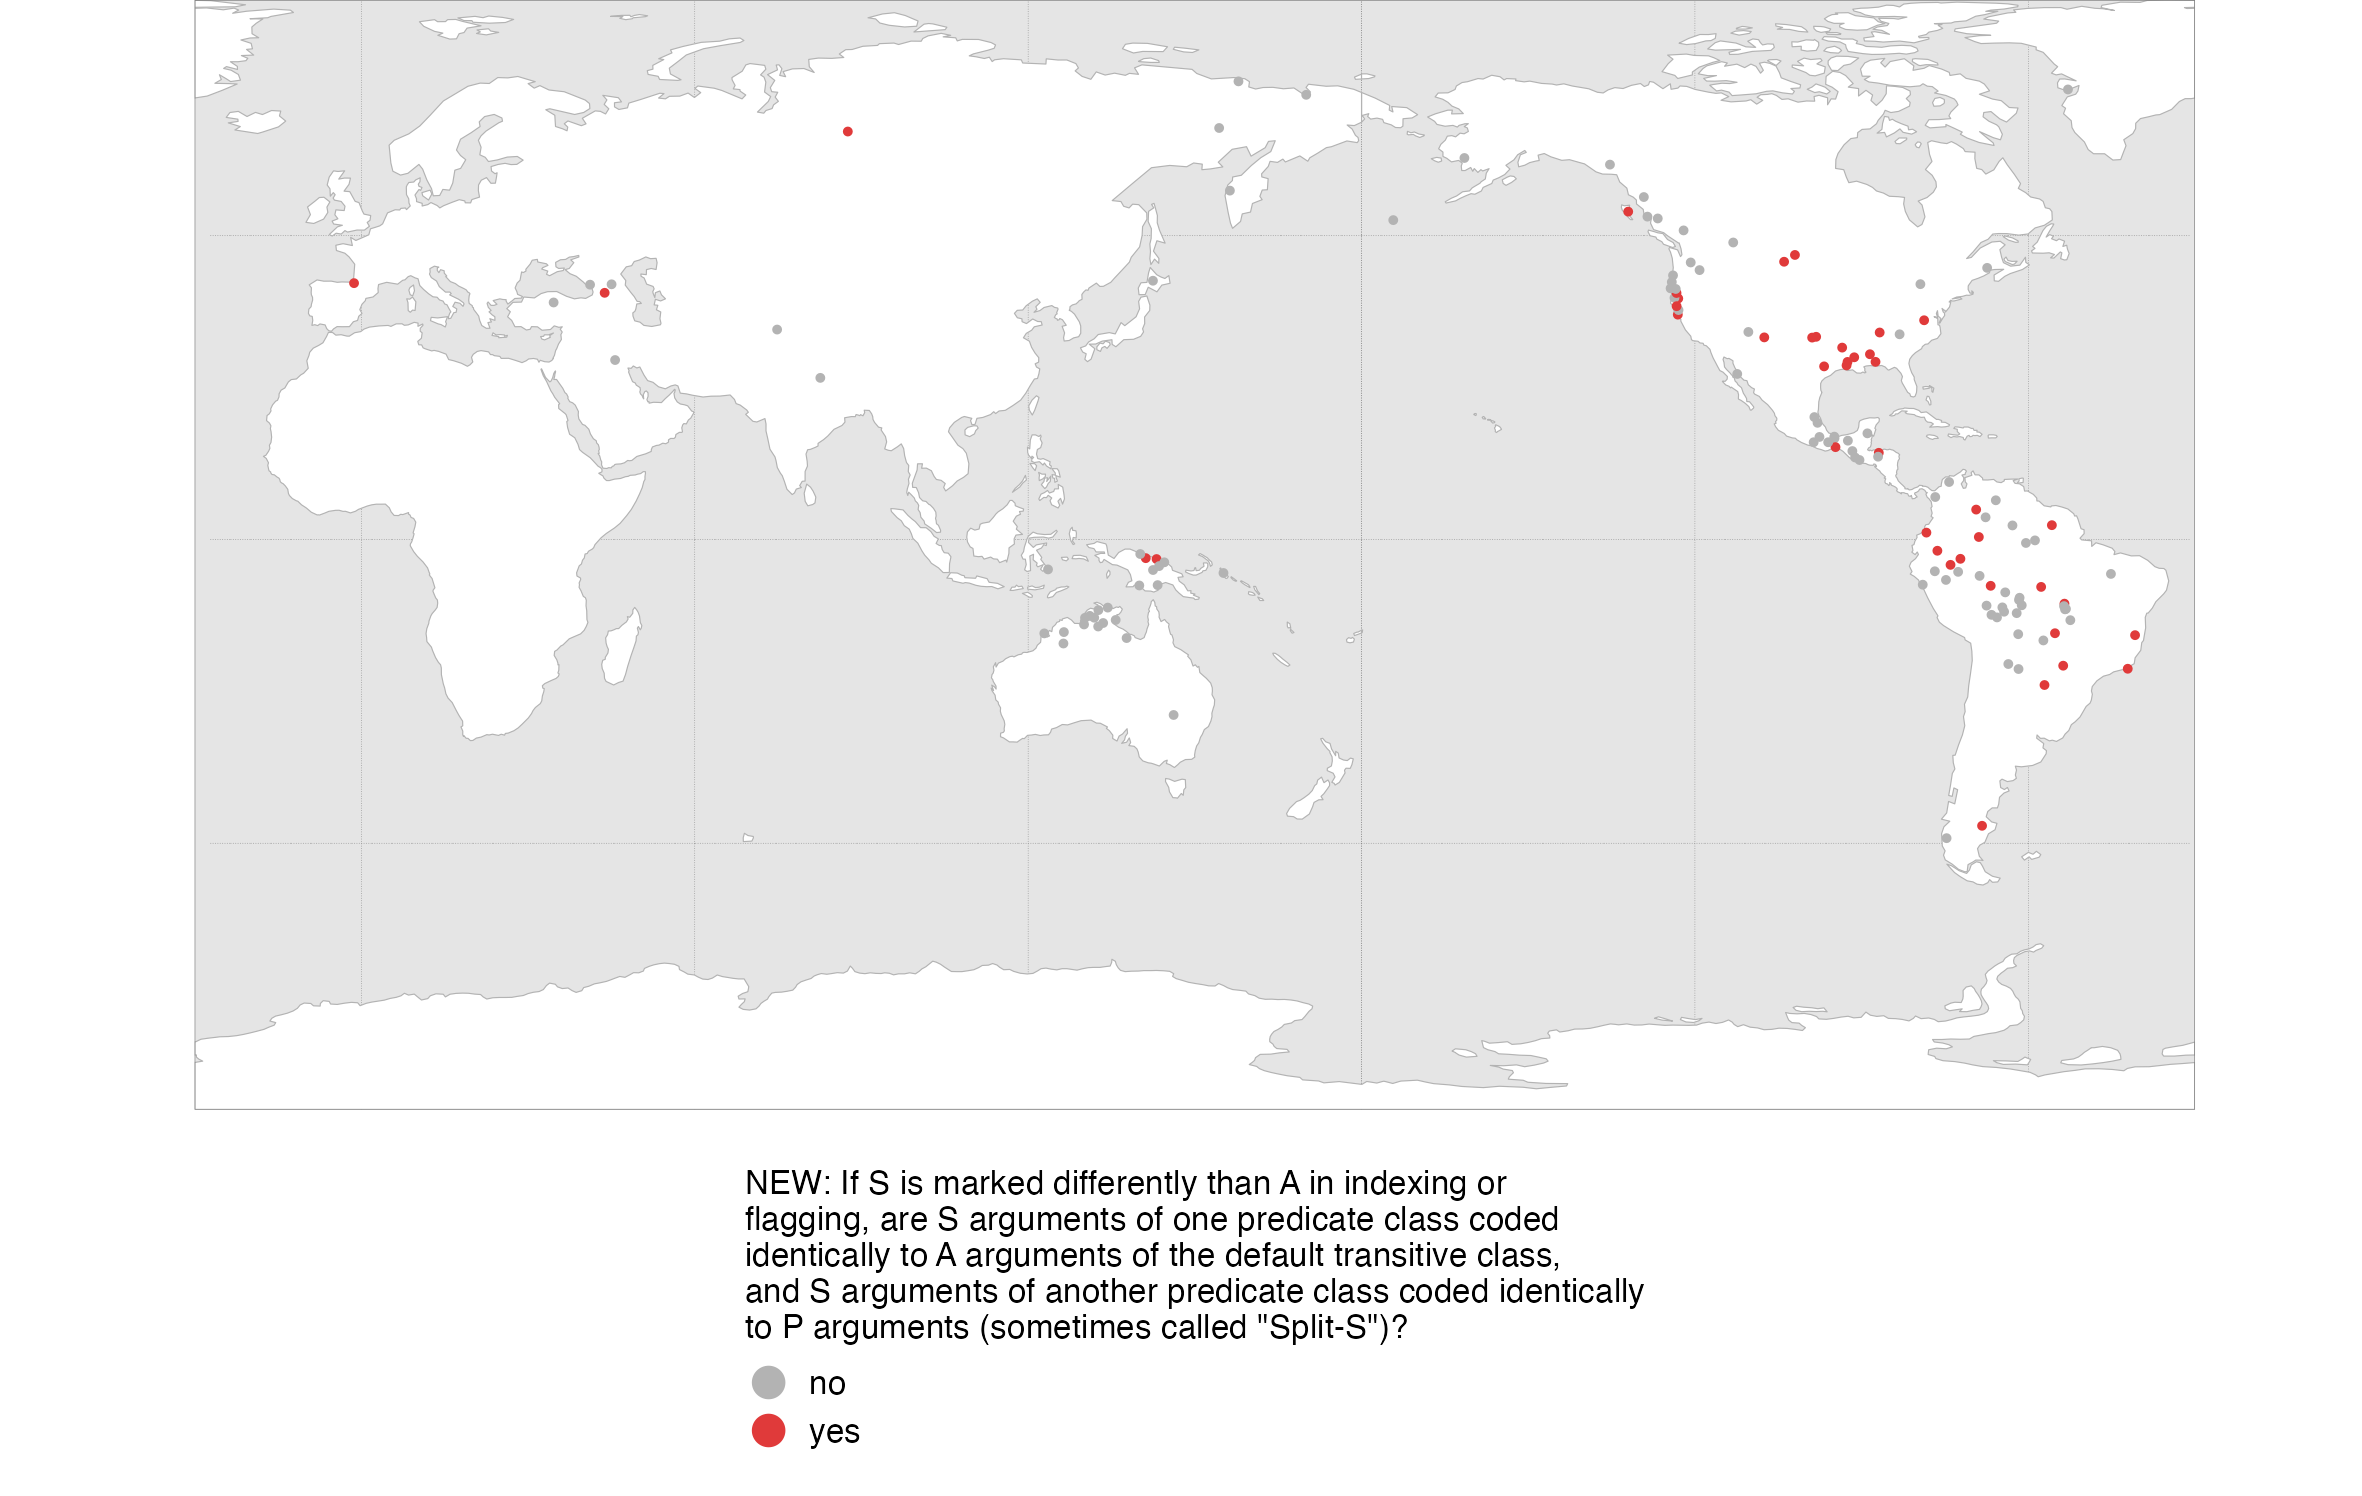 NEW: If S is marked differently than A in indexing or
flagging, are S arguments of one predicate class coded
identically to A arguments of the default transitive class,
and S arguments of another predicate class coded identically
to P arguments (sometimes called "Split-S")?
no
yes